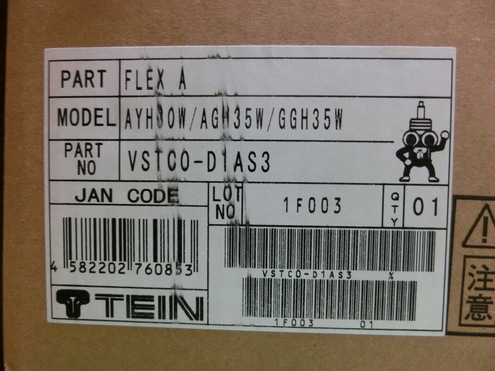 PART FLEX A
MODEL AYH30W/AGH35W/GGH35W
PART NO VSTC0-D1AS3
JAN CODE LOT NO 1F003 QTY 01
4 582202 760853
VSTC0-D1AS3 %
TEIN
1F003 01
注意